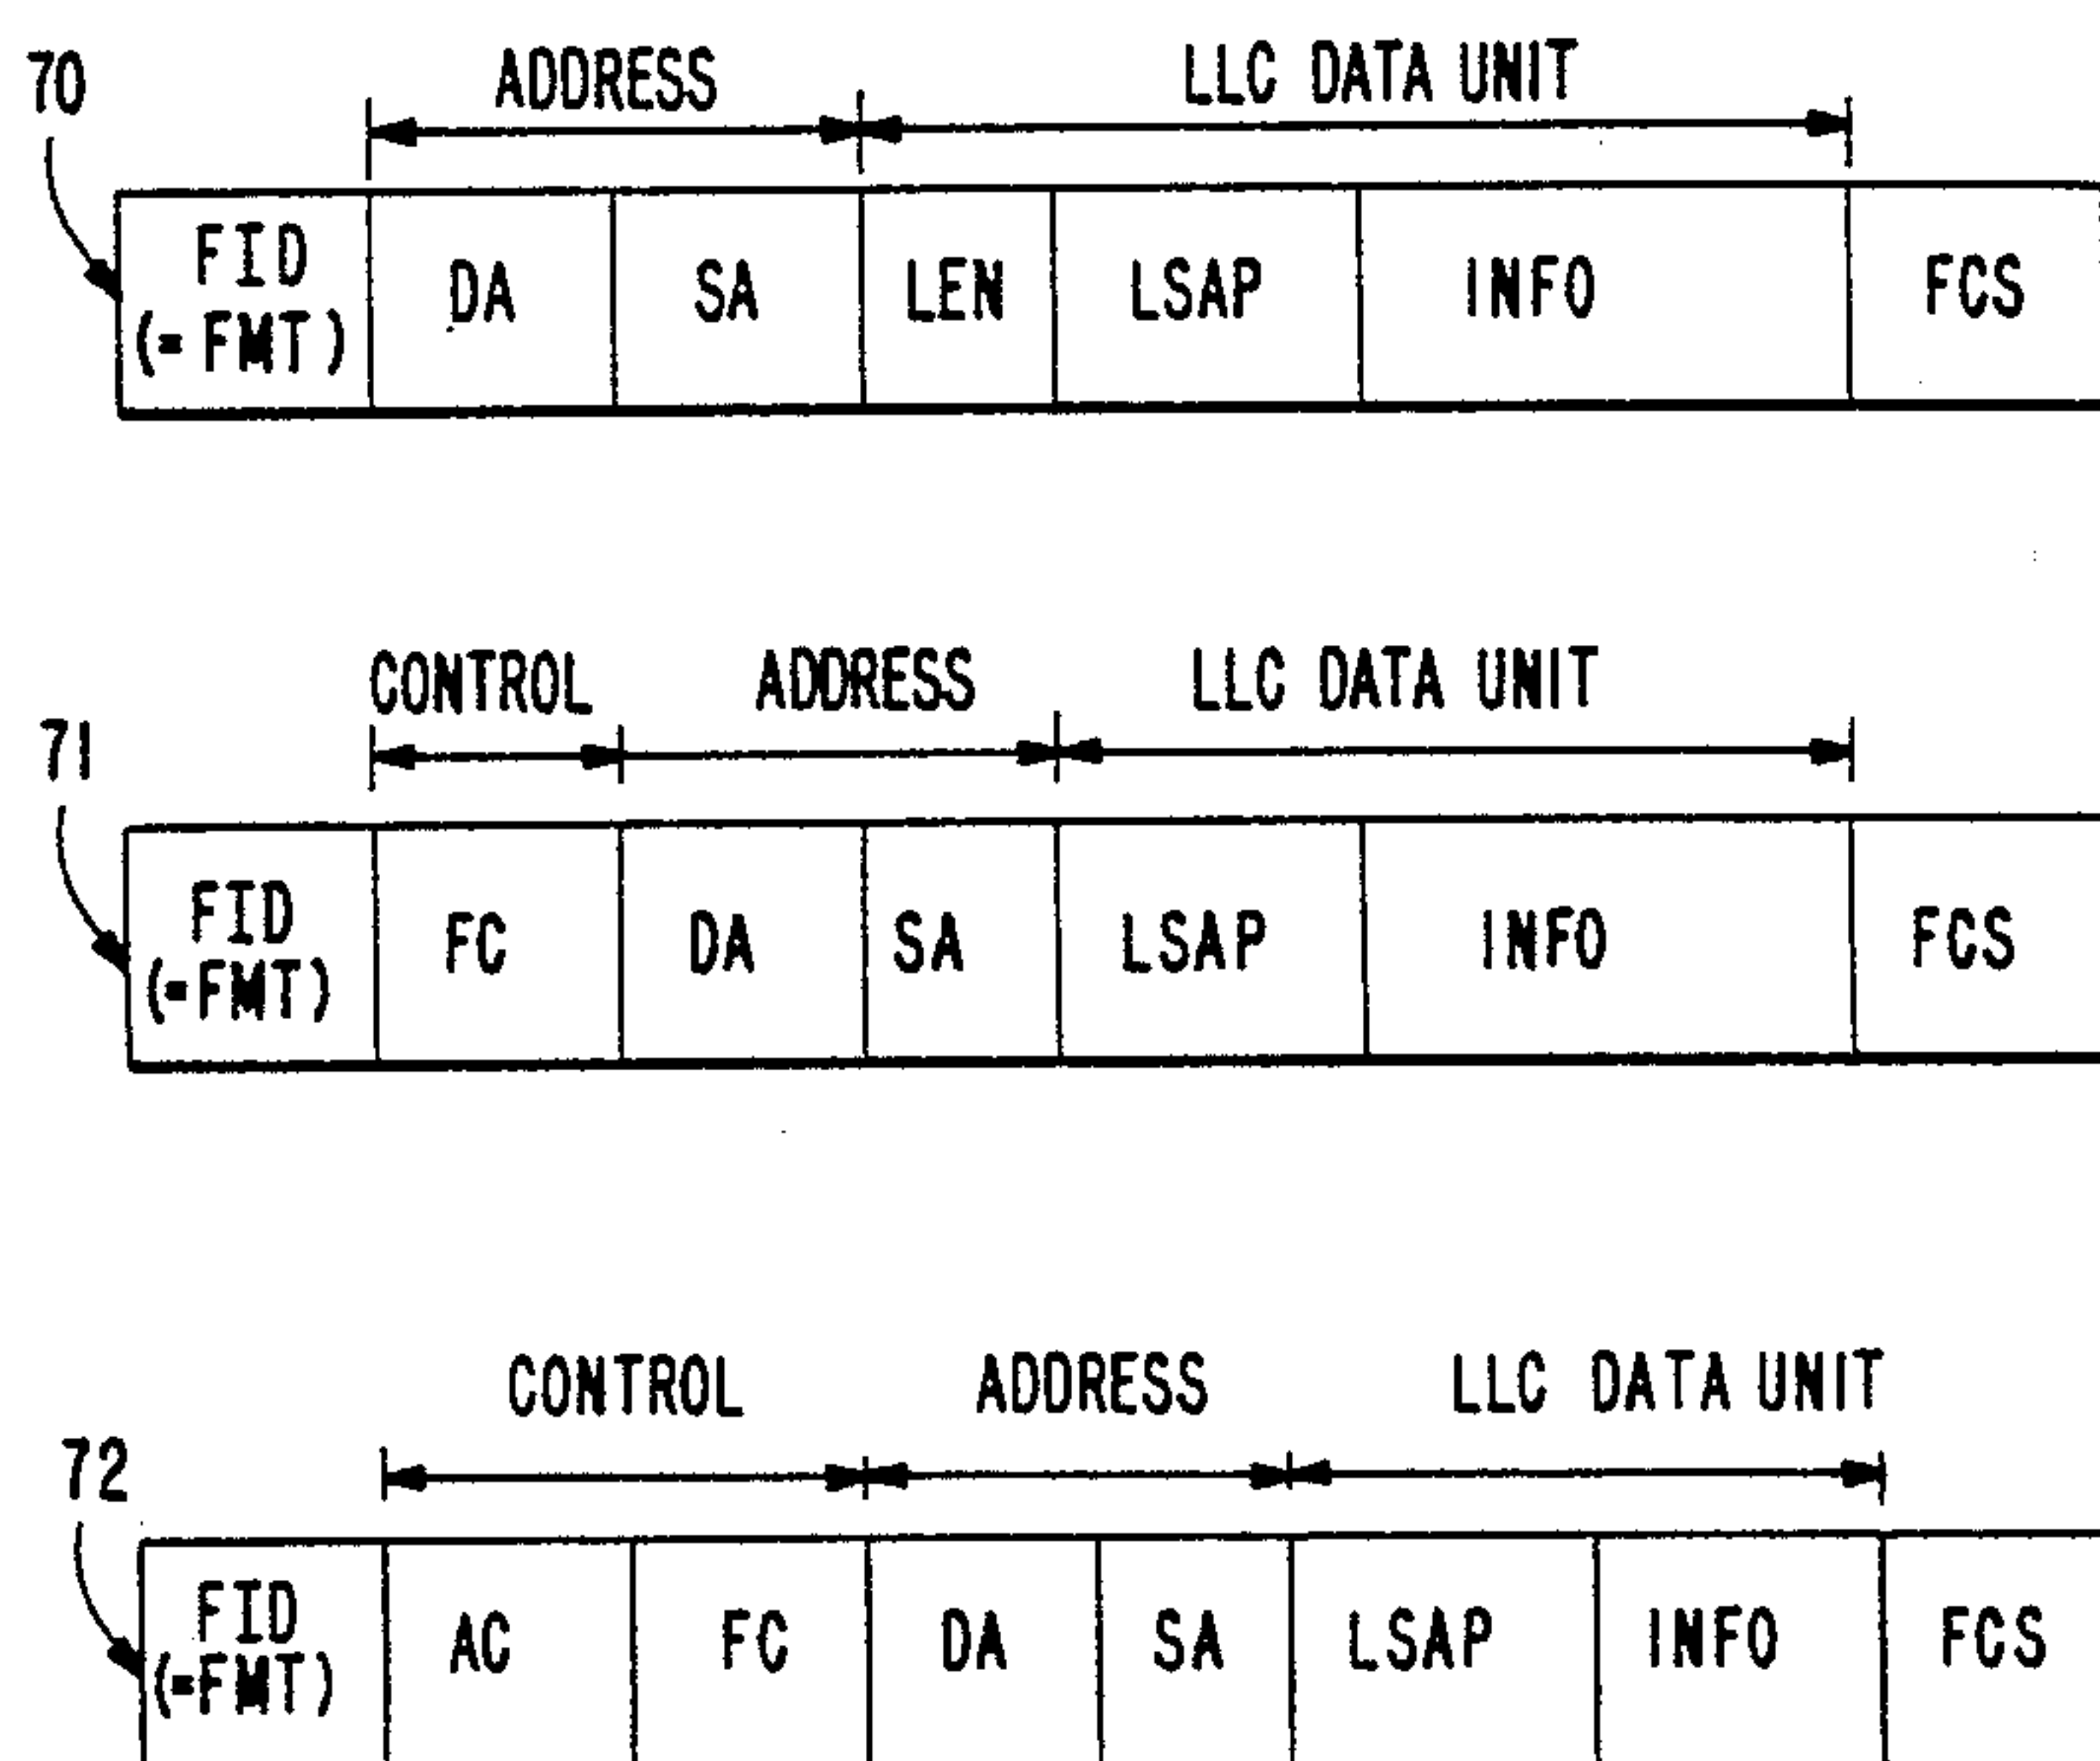 70
ADDRESS LLC DATA UNIT
FID
(= FMT)
DA SA LEN LSAP INFO FCS
71
CONTROL ADDRESS LLC DATA UNIT
FID
(=FMT)
FC DA SA LSAP INFO FCS
72
CONTROL ADDRESS LLC DATA UNIT
FID
(=FMT)
AC FC DA SA LSAP INFO FCS